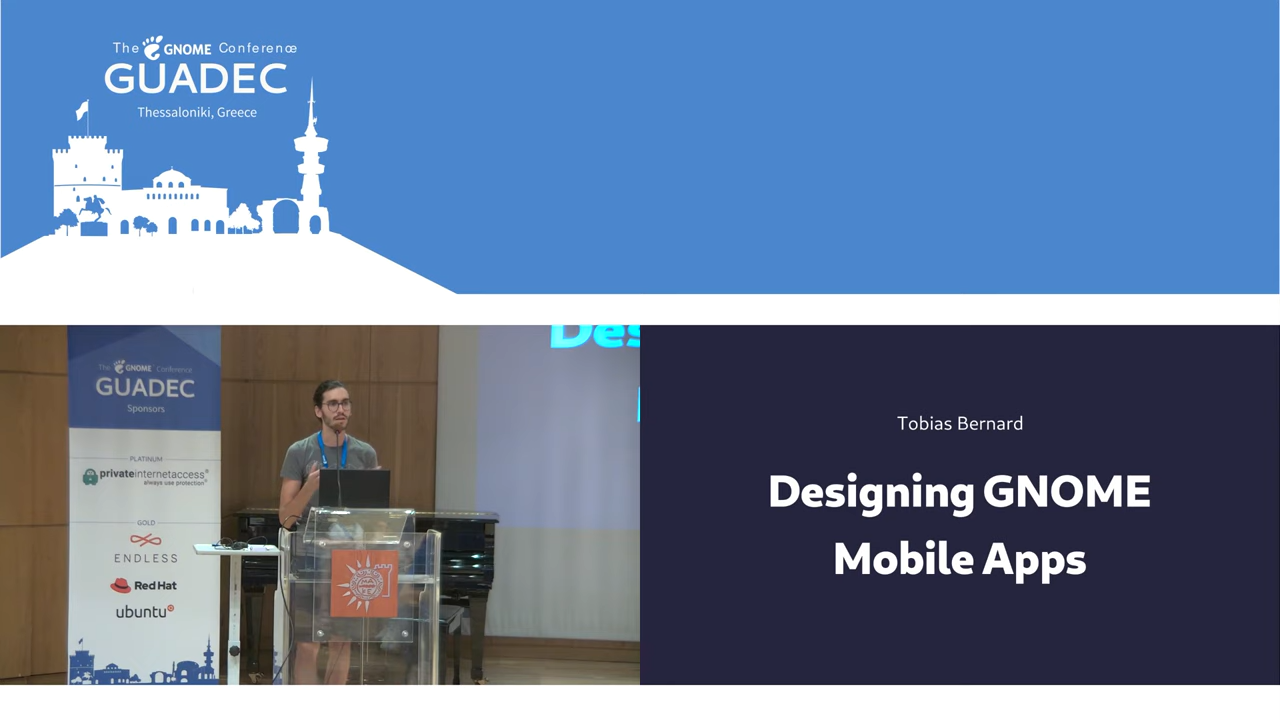 The GNOME Conference
GUADEC
Thessaloniki, Greece
Des
The GNOME Conference
GUADEC
Sponsors
PLATINUM
privateinternetaccess®
always use protection®
GOLD
ENDLESS
Red Hat
ubuntu
Tobias Bernard
Designing GNOME
Mobile Apps